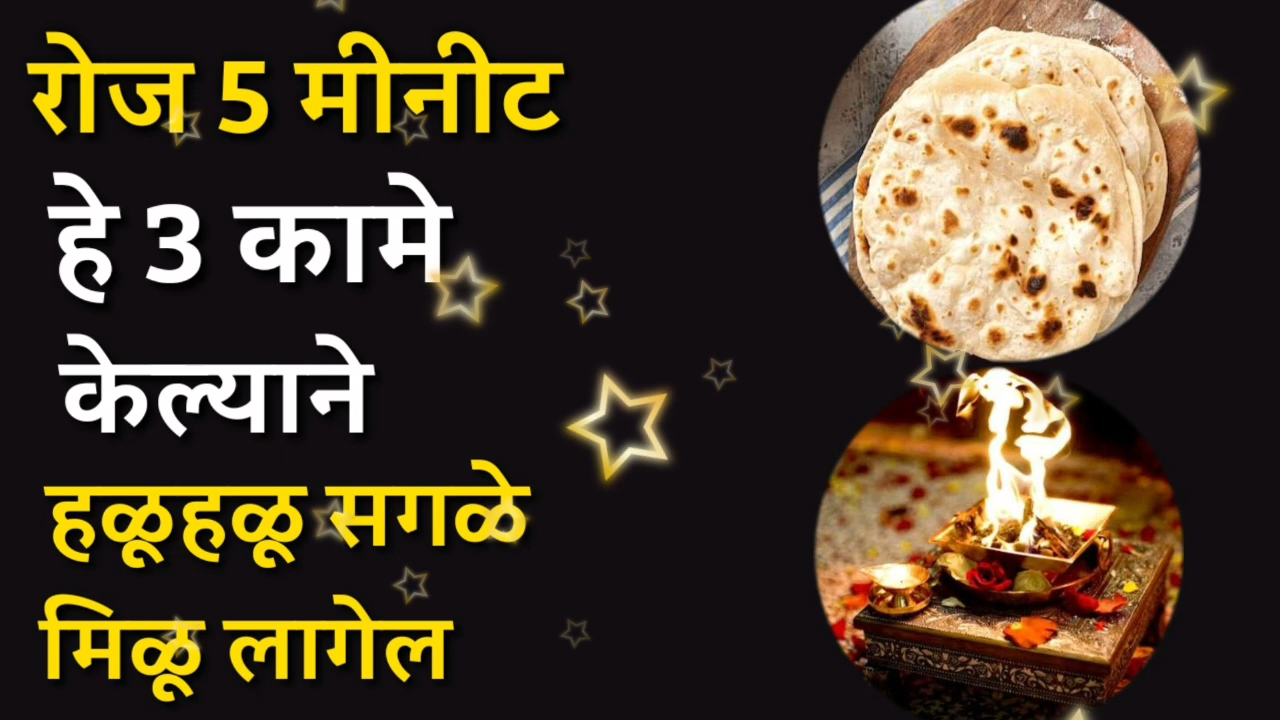 रोज 5 मीनीट
हे 3 कामे
केल्याने
हळूहळू सगळे
मिळू लागेल